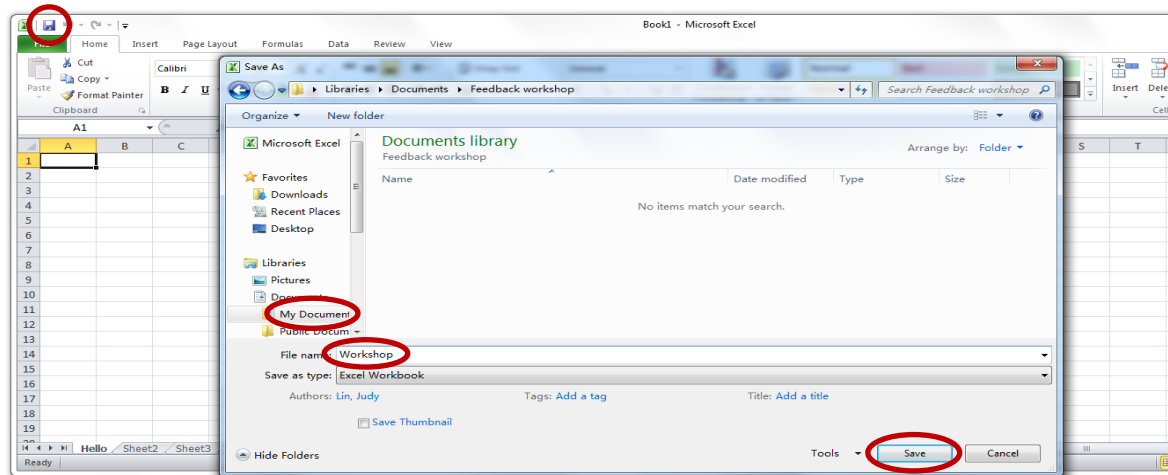 Book1 - Microsoft Excel
Home Insert Page Layout Formulas Data Review View
Cut
Copy
Format Painter
Paste
Clipboard
Calibri
B I U
Insert Dele
Cell
A1
A B C S T
1
2
3
4
5
6
7
8
9
10
11
12
13
14
15
16
17
18
19
Hello Sheet2 Sheet3
Ready
Save As
Libraries Documents Feedback workshop
Search Feedback workshop
Organize New folder
Microsoft Excel
Favorites
Downloads
Recent Places
Desktop
Libraries
Pictures
My Document
Public Docum
Documents library
Feedback workshop
Arrange by: Folder
Name Date modified Type Size
No items match your search.
File name: Workshop
Save as type: Excel Workbook
Authors: Lin, Judy Tags: Add a tag Title: Add a title
Save Thumbnail
Hide Folders
Tools Save Cancel